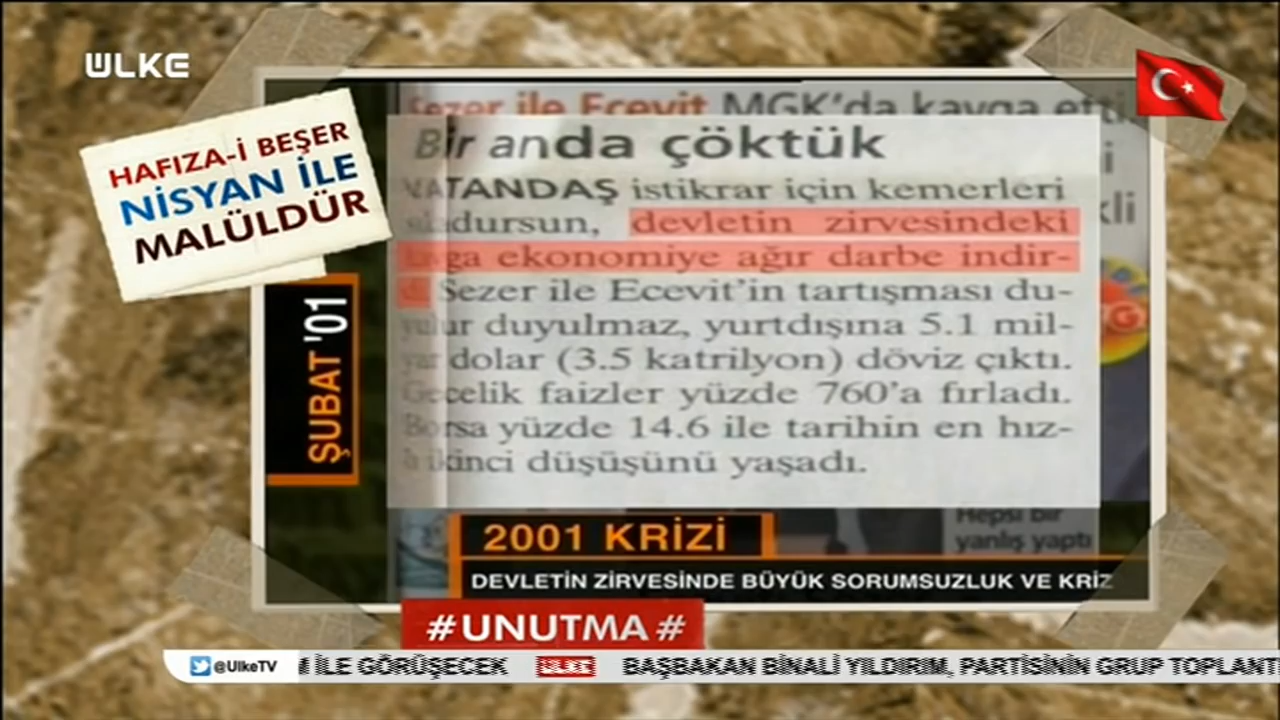 ULKE
HAFIZA-İ BEŞER
NİSYAN İLE
MALÜLDÜR
ŞUBAT '01
Sezer ile Ecevit MGK'da kavga etti
Bir anda çöktük
VATANDAŞ istikrar için kemerleri
sıkadursun, devletin zirvesindeki
kavga ekonomiye ağır darbe indir-
di. Sezer ile Ecevit'in tartışması du-
yulur duyulmaz, yurtdışına 5.1 mil-
yar dolar (3.5 katrilyon) döviz çıktı.
Gecelik faizler yüzde 760'a fırladı.
Borsa yüzde 14.6 ile tarihin en hız-
lı ikinci düşüşünü yaşadı.
Hepsi bir
yanlış yaptı
2001 KRİZİ
DEVLETİN ZİRVESİNDE BÜYÜK SORUMSUZLUK VE KRİZ
#UNUTMA#
@UlkeTV M İLE GÖRÜŞECEK ÜLKE BAŞBAKAN BİNALİ YILDIRIM, PARTİSİNİN GRUP TOPLANTI